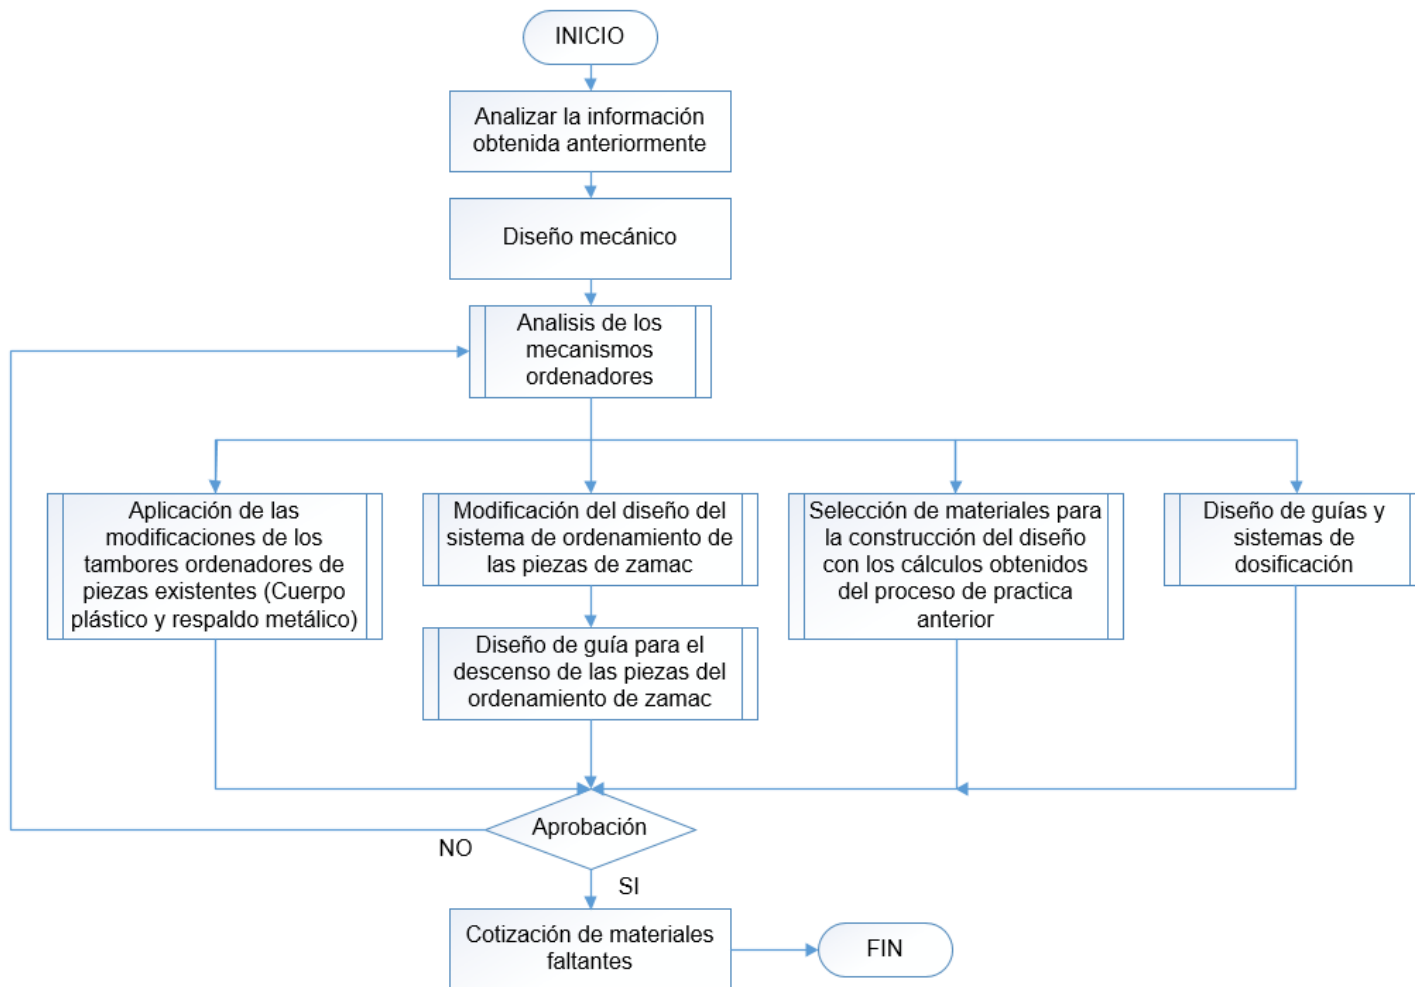 INICIO
Analizar la información
obtenida anteriormente
Diseño mecánico
Analisis de los
mecanismos
ordenadores
Aplicación de las
modificaciones de los
tambores ordenadores de
piezas existentes (Cuerpo
plástico y respaldo metálico)
Modificación del diseño del
sistema de ordenamiento de
las piezas de zamac
Selección de materiales para
la construcción del diseño
con los cálculos obtenidos
del proceso de practica
anterior
Diseño de guías y
sistemas de
dosificación
Diseño de guía para el
descenso de las piezas del
ordenamiento de zamac
Aprobación
NO
SI
Cotización de materiales
faltantes
FIN